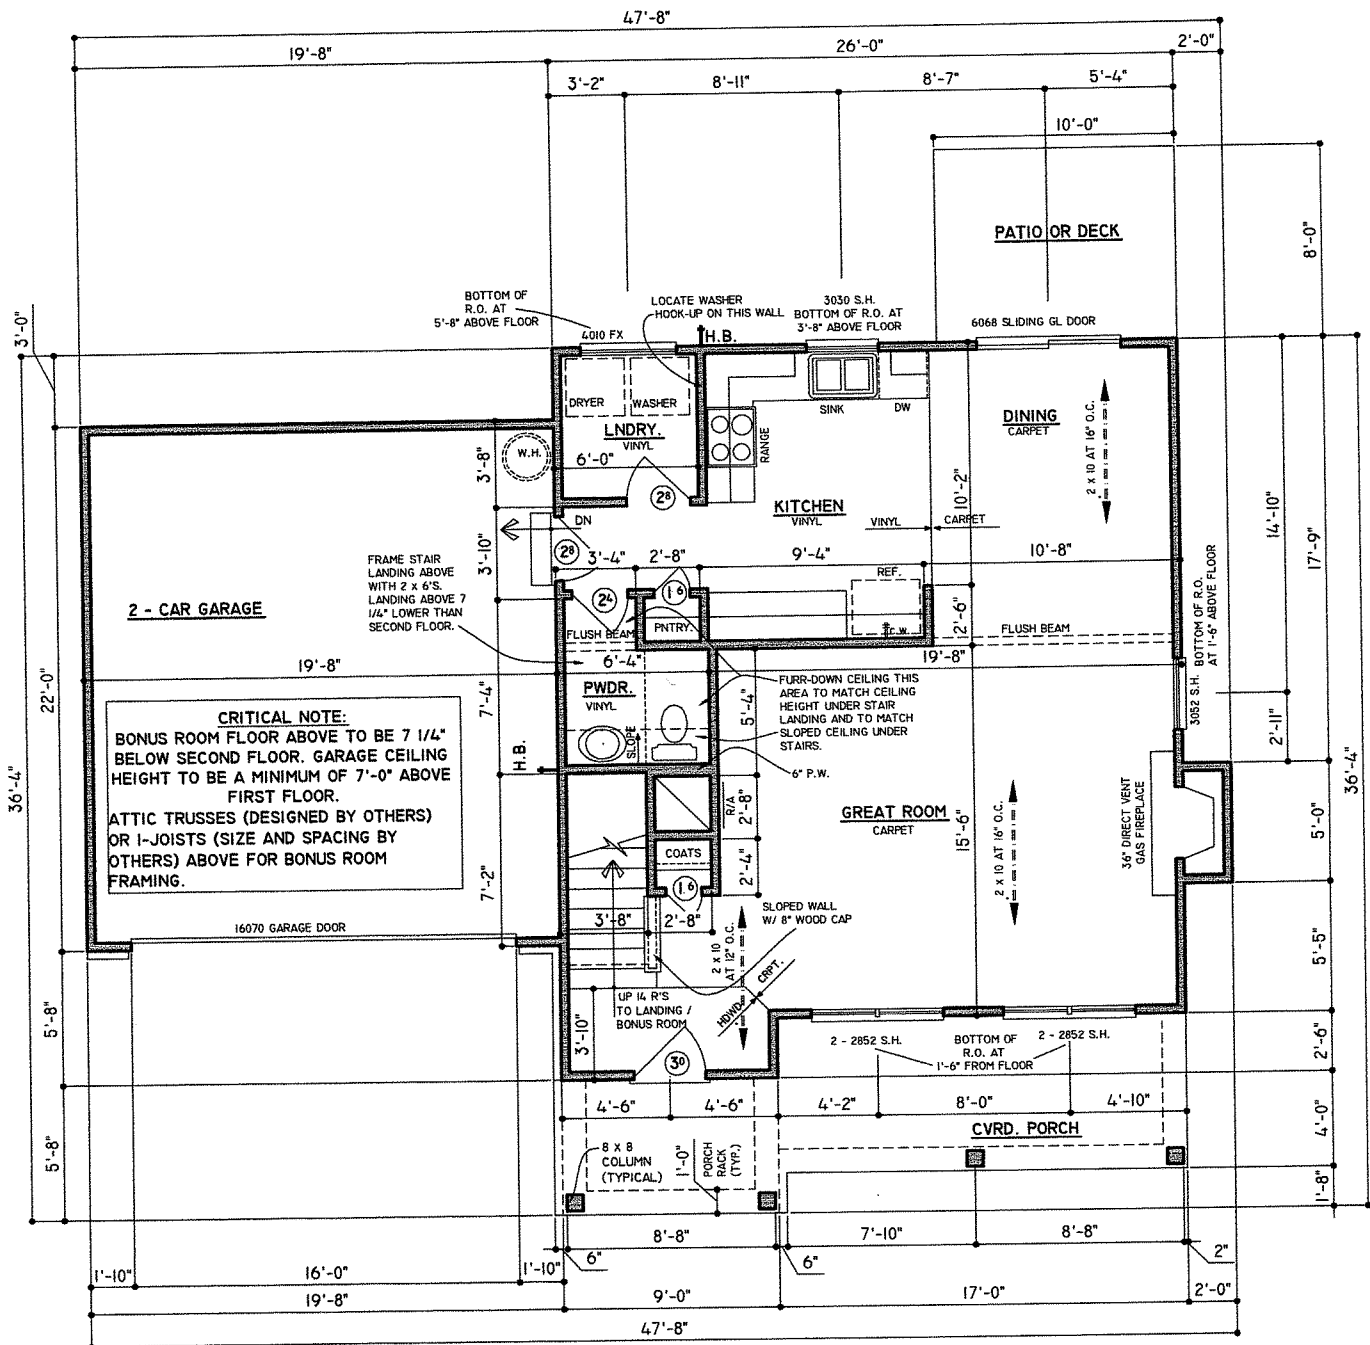 47'-8"
19'-8"
26'-0"
2'-0"
3'-2"
8'-11"
8'-7"
5'-4"
10'-0"
PATIO OR DECK
8'-0"
3'-0"
BOTTOM OF
R.O. AT
5'-8" ABOVE FLOOR
LOCATE WASHER
HOOK-UP ON THIS WALL
3030 S.H.
BOTTOM OF R.O. AT
3'-8" ABOVE FLOOR
6068 SLIDING GL DOOR
4010 FX
H.B.
DRYER
WASHER
SINK
DW
DINING
CARPET
LNDRY.
VINYL
RANGE
2 X 10 AT 16" O.C.
W.H.
6'-0"
3'-8"
10'-2"
14'-10"
17'-9"
28
KITCHEN
VINYL
VINYL
CARPET
DN
3'-10"
28
3'-4"
2'-8"
9'-4"
10'-8"
FRAME STAIR
LANDING ABOVE
WITH 2 x 6'S.
LANDING ABOVE 7
1/4" LOWER THAN
SECOND FLOOR.
REF.
24
16
2 - CAR GARAGE
FLUSH BEAM
PNTRY.
r.w.
2'-6"
FLUSH BEAM
BOTTOM OF R.O.
AT 1'-6" ABOVE FLOOR
3052 S.H.
19'-8"
6'-4"
19'-8"
22'-0"
7'-4"
PWDR.
VINYL
5'-4"
FURR-DOWN CEILING THIS
AREA TO MATCH CEILING
HEIGHT UNDER STAIR
LANDING AND TO MATCH
SLOPED CEILING UNDER
STAIRS.
SLOPE
2'-11"
CRITICAL NOTE:
BONUS ROOM FLOOR ABOVE TO BE 7 1/4"
BELOW SECOND FLOOR. GARAGE CEILING
HEIGHT TO BE A MINIMUM OF 7'-0" ABOVE
FIRST FLOOR.
ATTIC TRUSSES (DESIGNED BY OTHERS)
OR I-JOISTS (SIZE AND SPACING BY
OTHERS) ABOVE FOR BONUS ROOM
FRAMING.
H.B.
6" P.W.
36'-4"
36'-4"
R/A
2'-8"
GREAT ROOM
CARPET
15'-6"
2 X 10 AT 16" O.C.
36" DIRECT VENT
GAS FIREPLACE
5'-0"
COATS
2'-4"
16
7'-2"
16070 GARAGE DOOR
3'-8"
2'-8"
SLOPED WALL
W/ 8" WOOD CAP
2 X 10
AT 12" O.C.
CRPT.
HDWD.
5'-5"
UP 14 R'S
TO LANDING /
BONUS ROOM
5'-8"
3'-10"
30
2 - 2852 S.H.
BOTTOM OF
R.O. AT
1'-6" FROM FLOOR
2 - 2852 S.H.
2'-6"
4'-6"
4'-6"
4'-2"
8'-0"
4'-10"
4'-0"
CVRD. PORCH
5'-8"
8 X 8
COLUMN
(TYPICAL)
1'-0"
PORCH
RACK
(TYP.)
1'-8"
8'-8"
7'-10"
8'-8"
6"
6"
2"
1'-10"
16'-0"
1'-10"
19'-8"
9'-0"
17'-0"
2'-0"
47'-8"